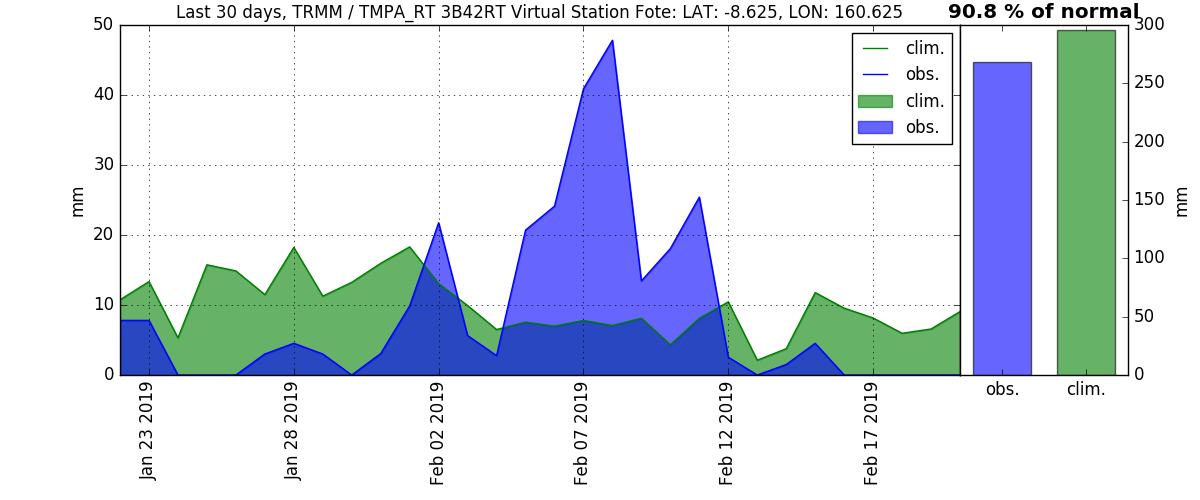 Last 30 days, TRMM / TMPA_RT 3B42RT Virtual Station Fote: LAT: -8.625, LON: 160.625
90.8 % of normal
50
40
30
20
10
0
mm
clim.
obs.
clim.
obs.
300
250
200
150
100
50
0
mm
Jan 23 2019
Jan 28 2019
Feb 02 2019
Feb 07 2019
Feb 12 2019
Feb 17 2019
obs.
clim.